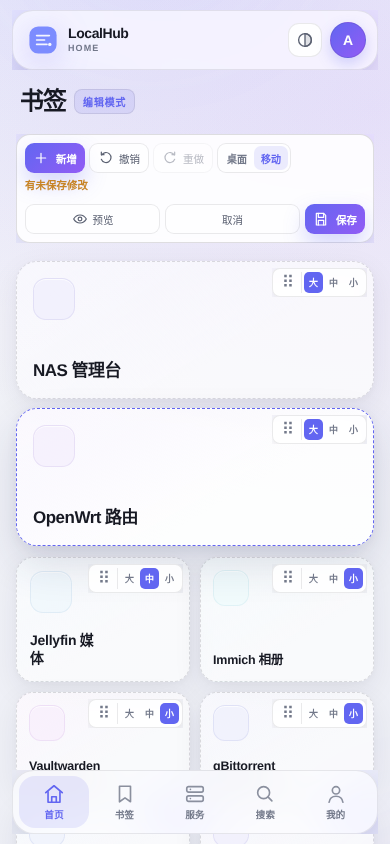 LocalHub
HOME
A
书签 编辑模式
新增 撤销 重做 桌面 移动
有未保存修改
预览 取消 保存
大 中 小
NAS 管理台
大 中 小
OpenWrt 路由
大 中 小
Jellyfin 媒
体
大 中 小
Immich 相册
大 中 小
Vaultwarden
大 中 小
qBittorrent
首页 书签 服务 搜索 我的